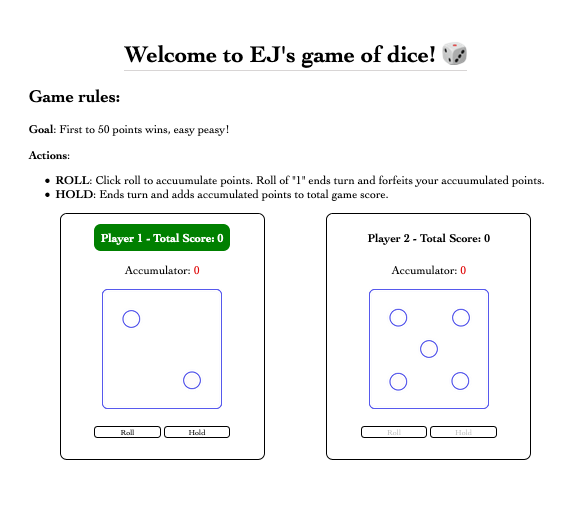 Welcome to EJ's game of dice! 🎲
Game rules:
Goal: First to 50 points wins, easy peasy!
Actions:
• ROLL: Click roll to accuumulate points. Roll of "1" ends turn and forfeits your accuumulated points.
• HOLD: Ends turn and adds accumulated points to total game score.
Player 1 - Total Score: 0
Accumulator: 0
Roll Hold
Player 2 - Total Score: 0
Accumulator: 0
Roll Hold